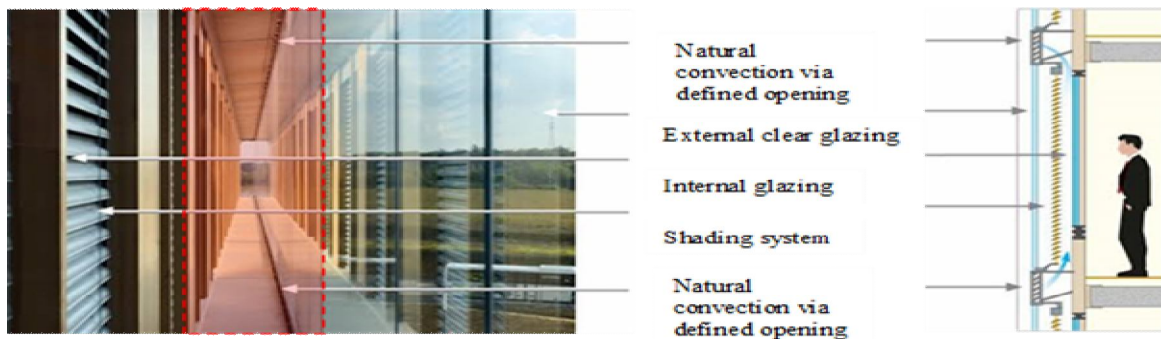 Natural
convection via
defined opening
External clear glazing
Internal glazing
Shading system
Natural
convection via
defined opening